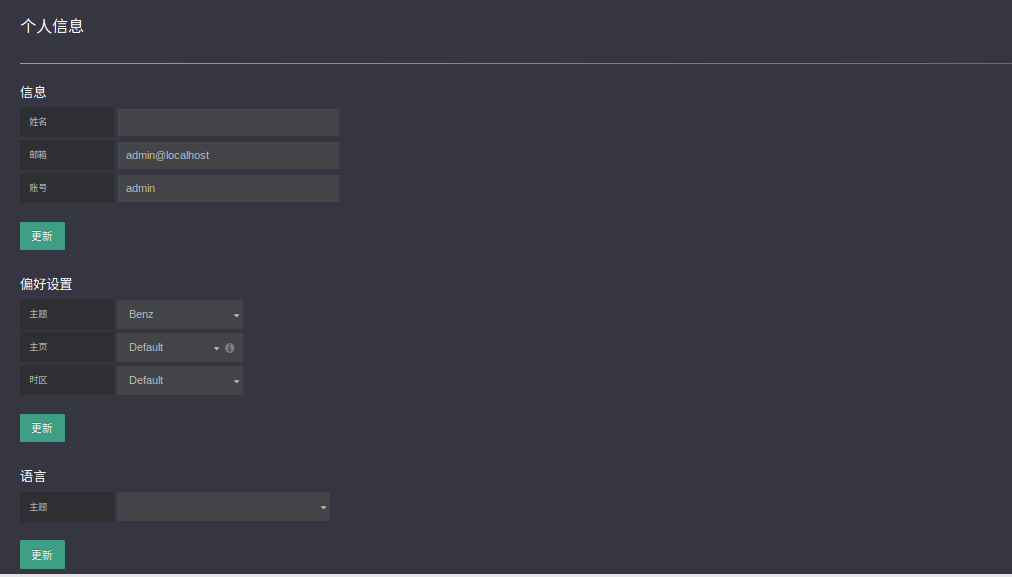 个人信息
信息
姓名
邮箱 admin@localhost
账号 admin
更新
偏好设置
主题 Benz
主页 Default
时区 Default
更新
语言
主题
更新